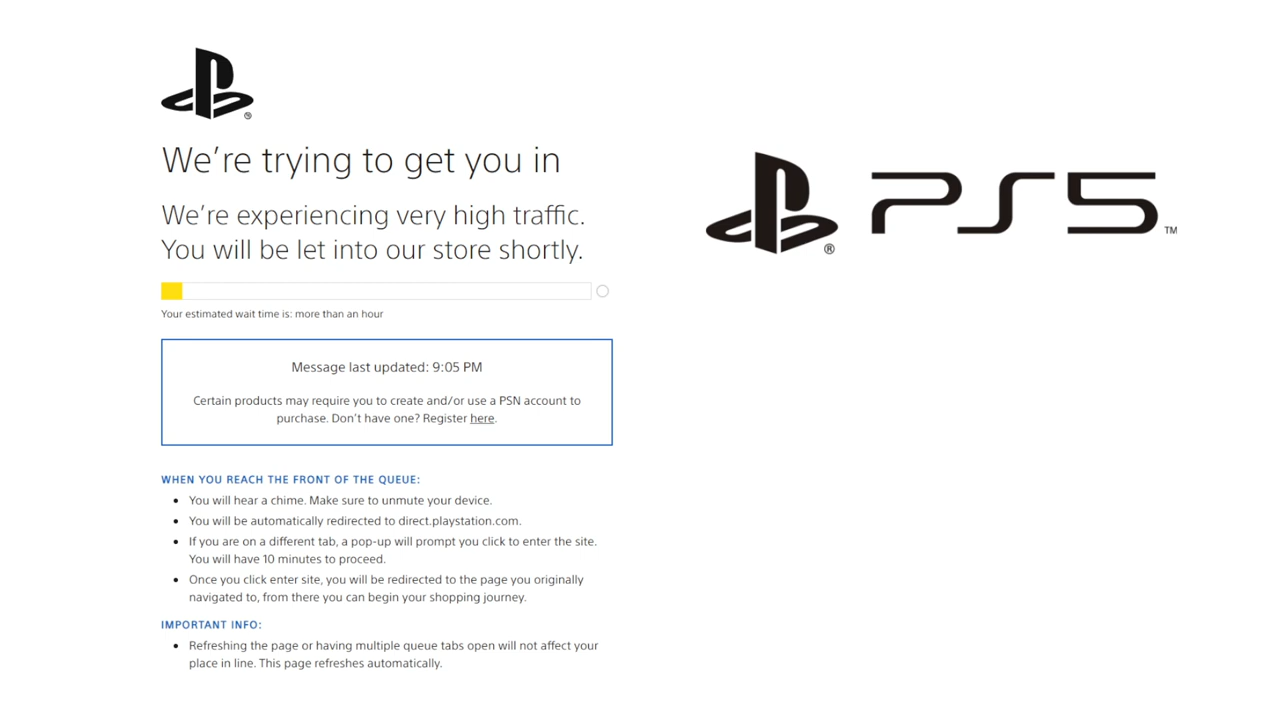 We're trying to get you in
We're experiencing very high traffic.
You will be let into our store shortly.
Your estimated wait time is: more than an hour
Message last updated: 9:05 PM
Certain products may require you to create and/or use a PSN account to
purchase. Don't have one? Register here.
WHEN YOU REACH THE FRONT OF THE QUEUE:
• You will hear a chime. Make sure to unmute your device.
• You will be automatically redirected to direct.playstation.com.
• If you are on a different tab, a pop-up will prompt you click to enter the site.
You will have 10 minutes to proceed.
• Once you click enter site, you will be redirected to the page you originally
navigated to, from there you can begin your shopping journey.
IMPORTANT INFO:
• Refreshing the page or having multiple queue tabs open will not affect your
place in line. This page refreshes automatically.
® PS5™